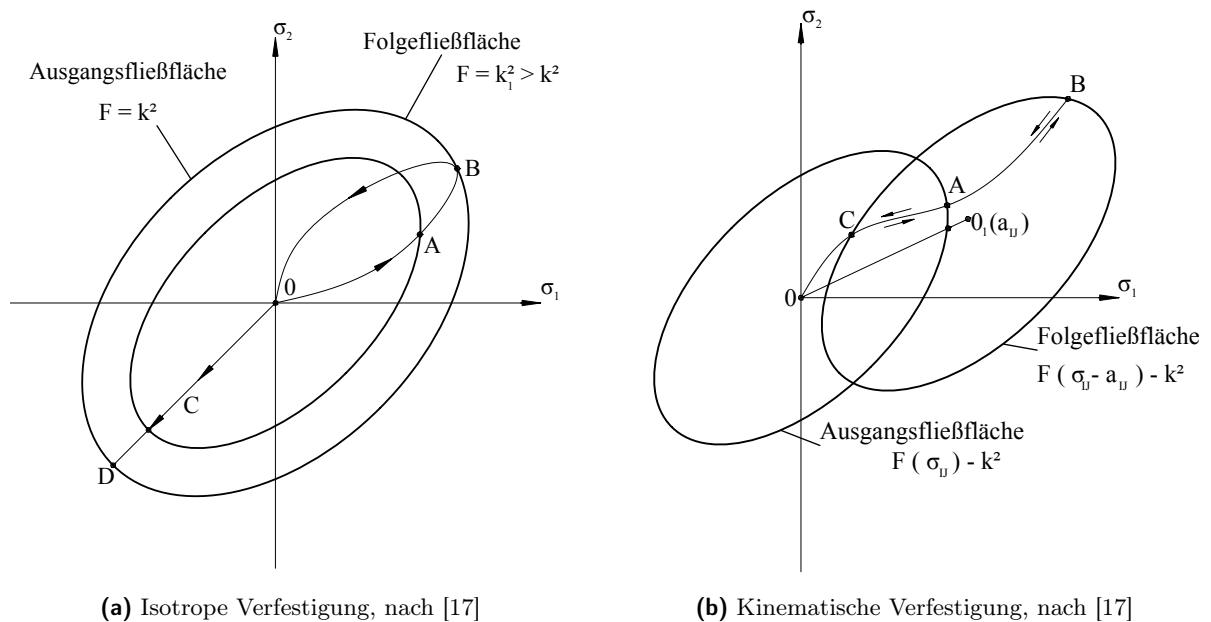 σ₂
Folgefließfläche
F = k₁² > k²
Ausgangsfließfläche
F = k²
B
A
0
σ₁
C
D
(a) Isotrope Verfestigung, nach [17]
σ₂
B
A
C
0₁(a_IJ)
0
σ₁
Folgefließfläche
F ( σ_IJ - a_IJ ) - k²
Ausgangsfließfläche
F ( σ_IJ ) - k²
(b) Kinematische Verfestigung, nach [17]